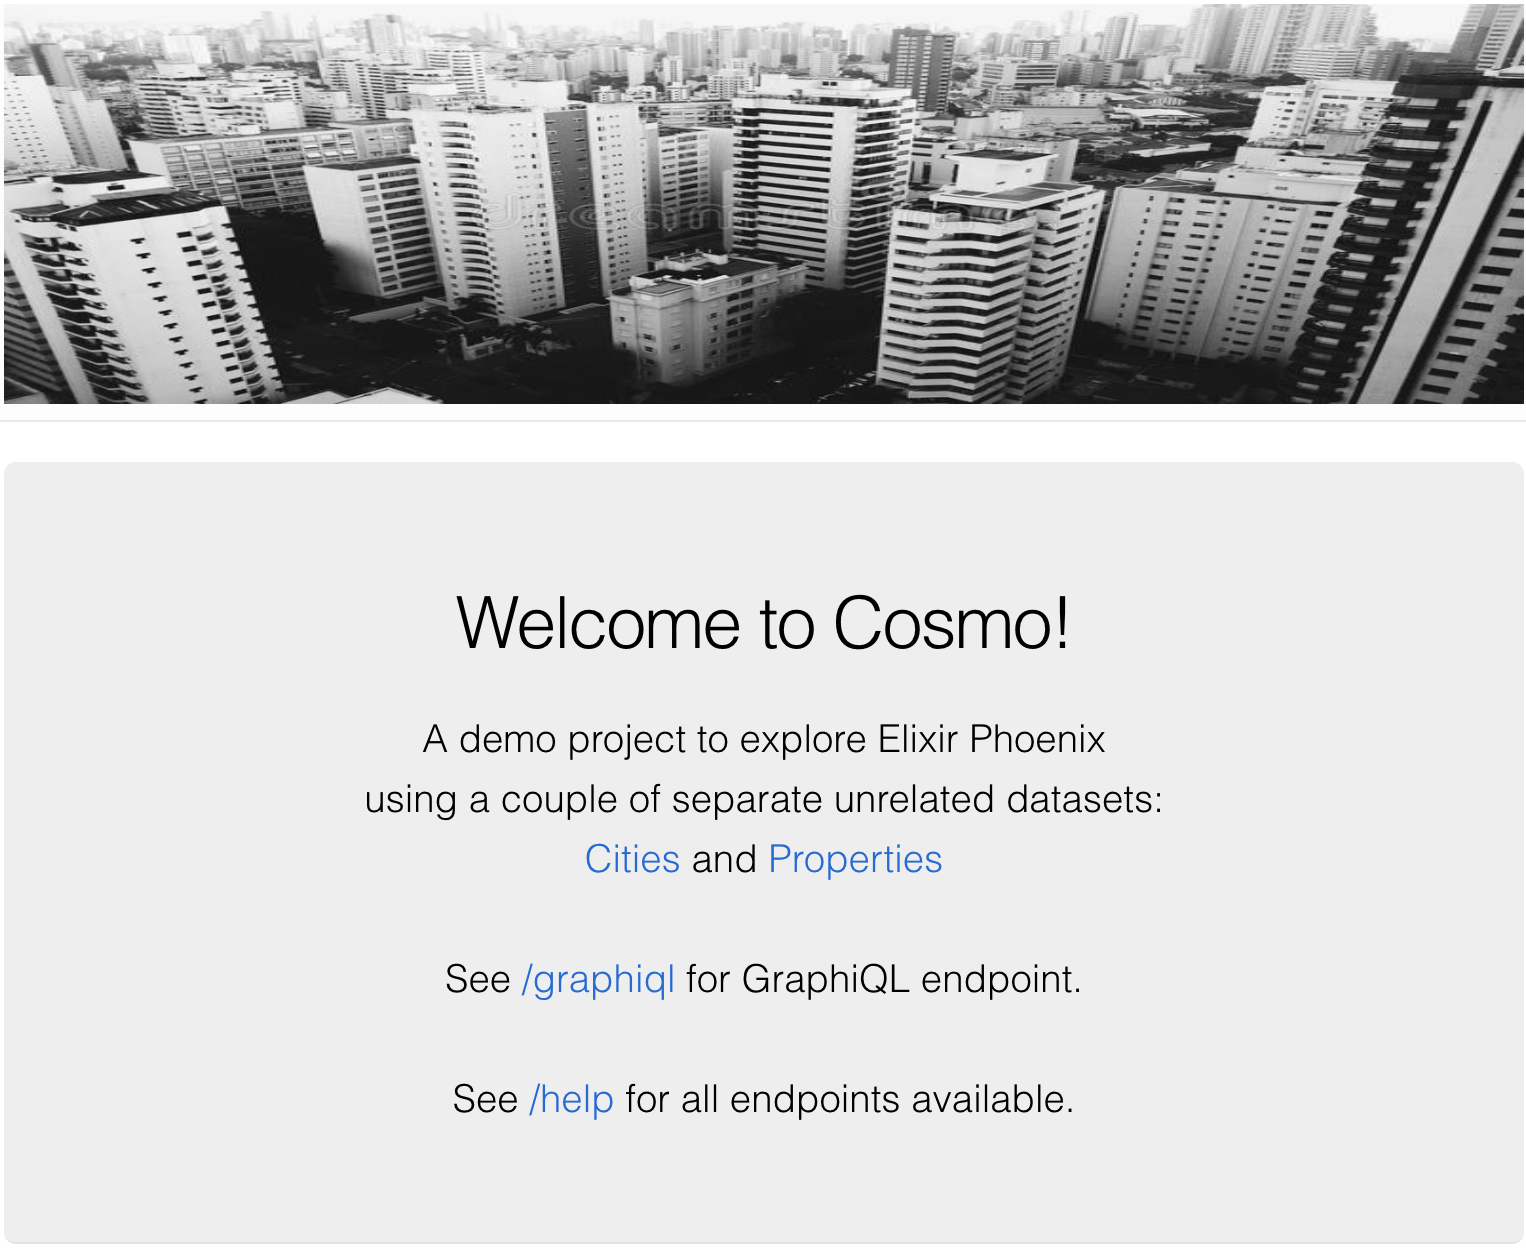 Welcome to Cosmo!
A demo project to explore Elixir Phoenix
using a couple of separate unrelated datasets:
Cities and Properties
See /graphiql for GraphiQL endpoint.
See /help for all endpoints available.